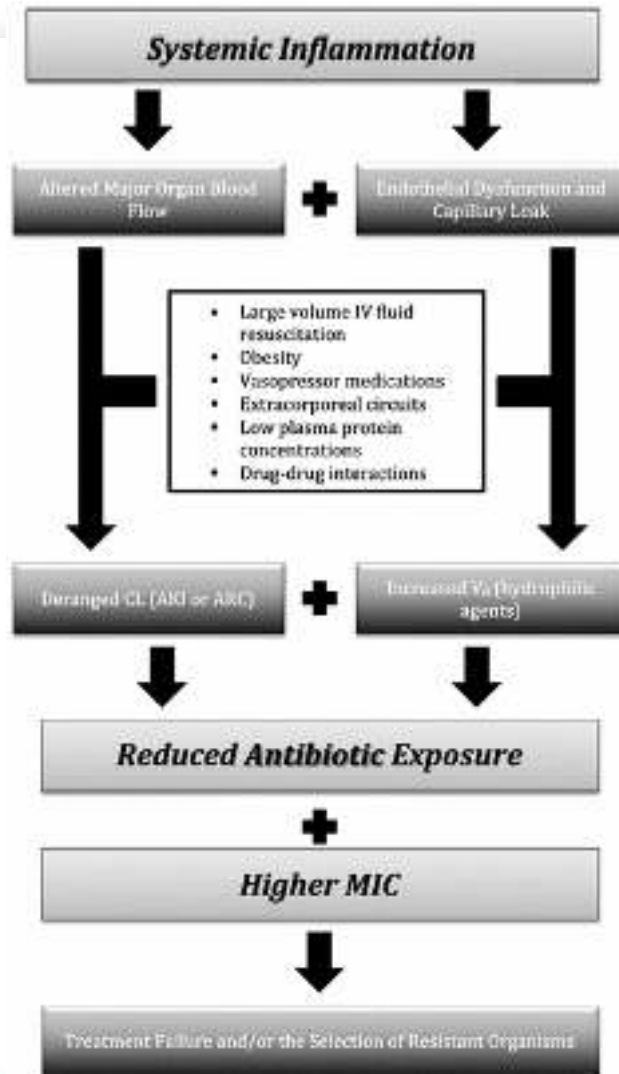 Systemic Inflammation
Altered Major Organ Blood
Flow
Endothelial Dysfunction and
Capillary Leak
• Large volume IV fluid
resuscitation
• Obesity
• Vasopressor medications
• Extracorporeal circuits
• Low plasma protein
concentrations
• Drug-drug interactions
Deranged CL (AKI or ARC)
Increased Vd (hydrophilic
agents)
Reduced Antibiotic Exposure
Higher MIC
Treatment Failure and/or the Selection of Resistant Organisms